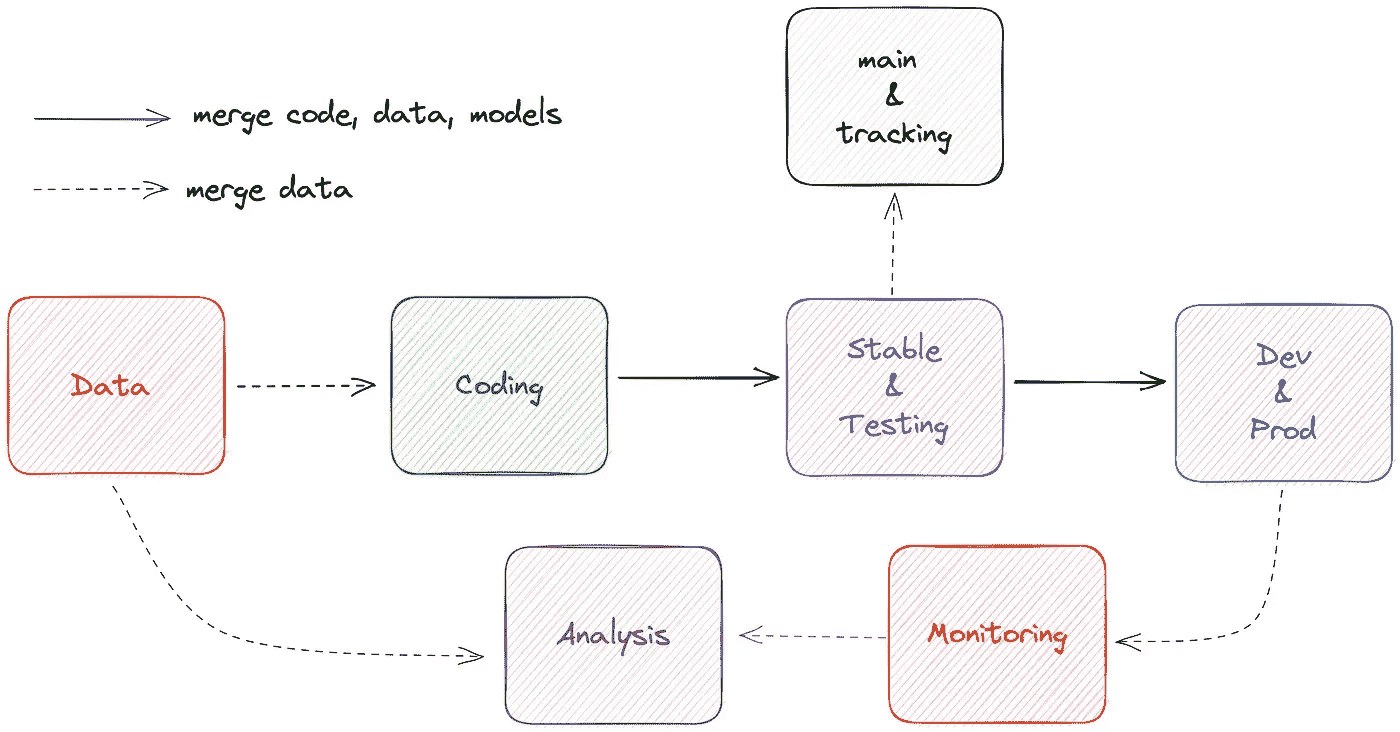 main
&
tracking
merge code, data, models
merge data
Data
Coding
Stable
&
Testing
Dev
&
Prod
Analysis
Monitoring